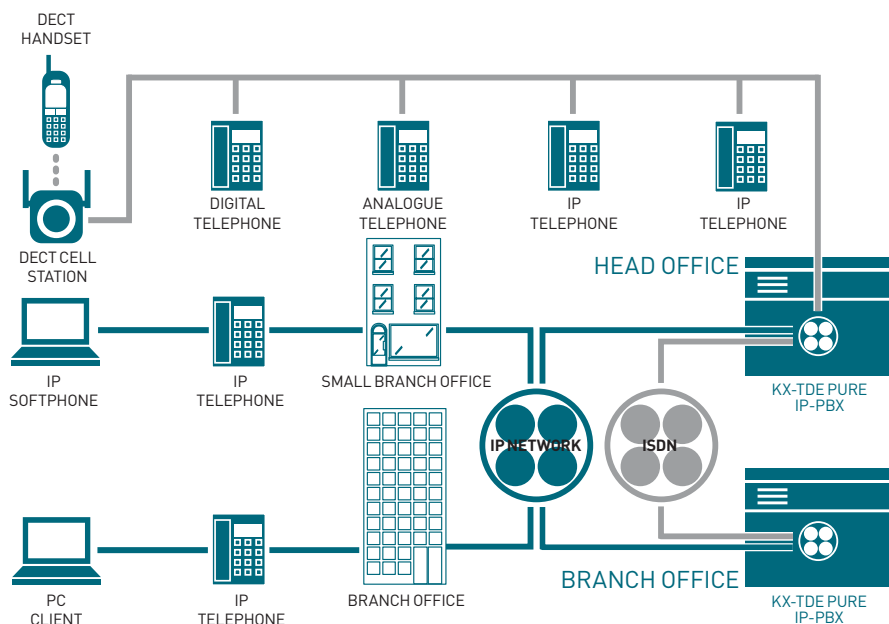 DECT
HANDSET
DIGITAL
TELEPHONE
ANALOGUE
TELEPHONE
IP
TELEPHONE
IP
TELEPHONE
DECT CELL
STATION
HEAD OFFICE
IP
SOFTPHONE
IP
TELEPHONE
SMALL BRANCH OFFICE
KX-TDE PURE
IP-PBX
IP NETWORK
ISDN
PC
CLIENT
IP
TELEPHONE
BRANCH OFFICE
BRANCH OFFICE
KX-TDE PURE
IP-PBX